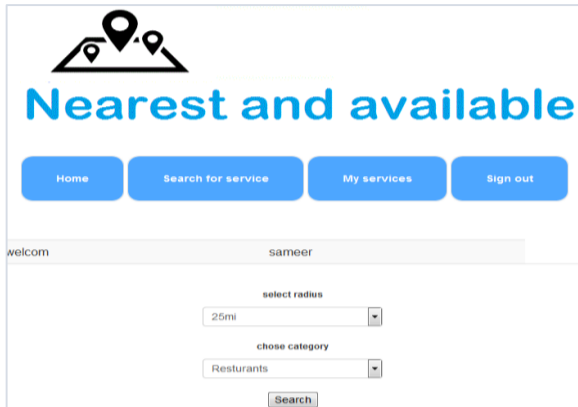 Nearest and available
Home Search for service My services Sign out
welcom sameer
select radius
25mi
chose category
Resturants
Search